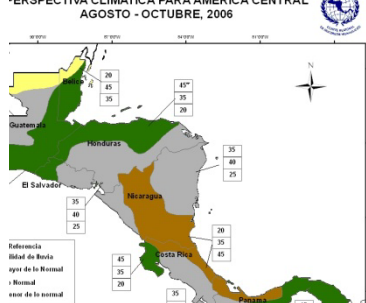 PERSPECTIVA CLIMATICA PARA AMERICA CENTRAL
AGOSTO - OCTUBRE, 2006
N
20
45
35
Belice
45
35
20
Guatemala
Honduras
35
40
25
El Salvador
35
40
25
Nicaragua
20
35
45
Costa Rica
45
35
20
35
Panama
Referencia
ilidad de lluvia
ayor de lo Normal
Normal
enor de lo normal